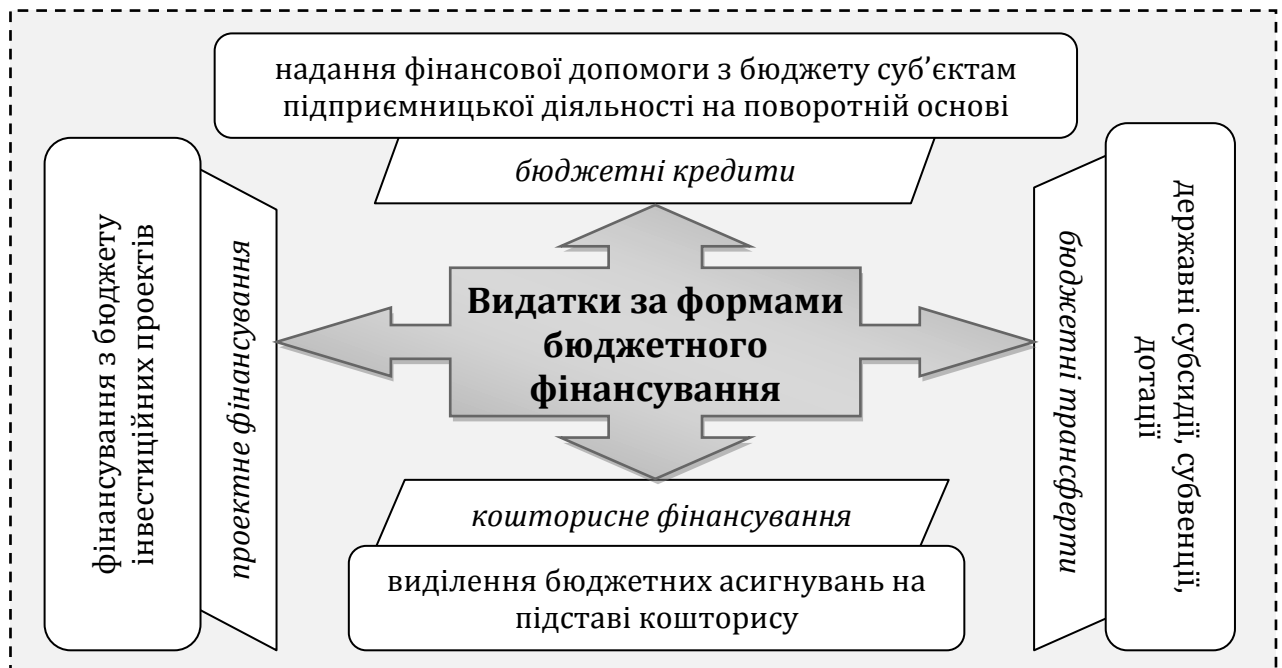 надання фінансової допомоги з бюджету суб’єктам
підприємницької діяльності на поворотній основі
бюджетні кредити
фінансування з бюджету
інвестиційних проектів
проектне фінансування
Видатки за формами
бюджетного
фінансування
бюджетні трансферти
державні субсидії, субвенції,
дотації
кошторисне фінансування
виділення бюджетних асигнувань на
підставі кошторису